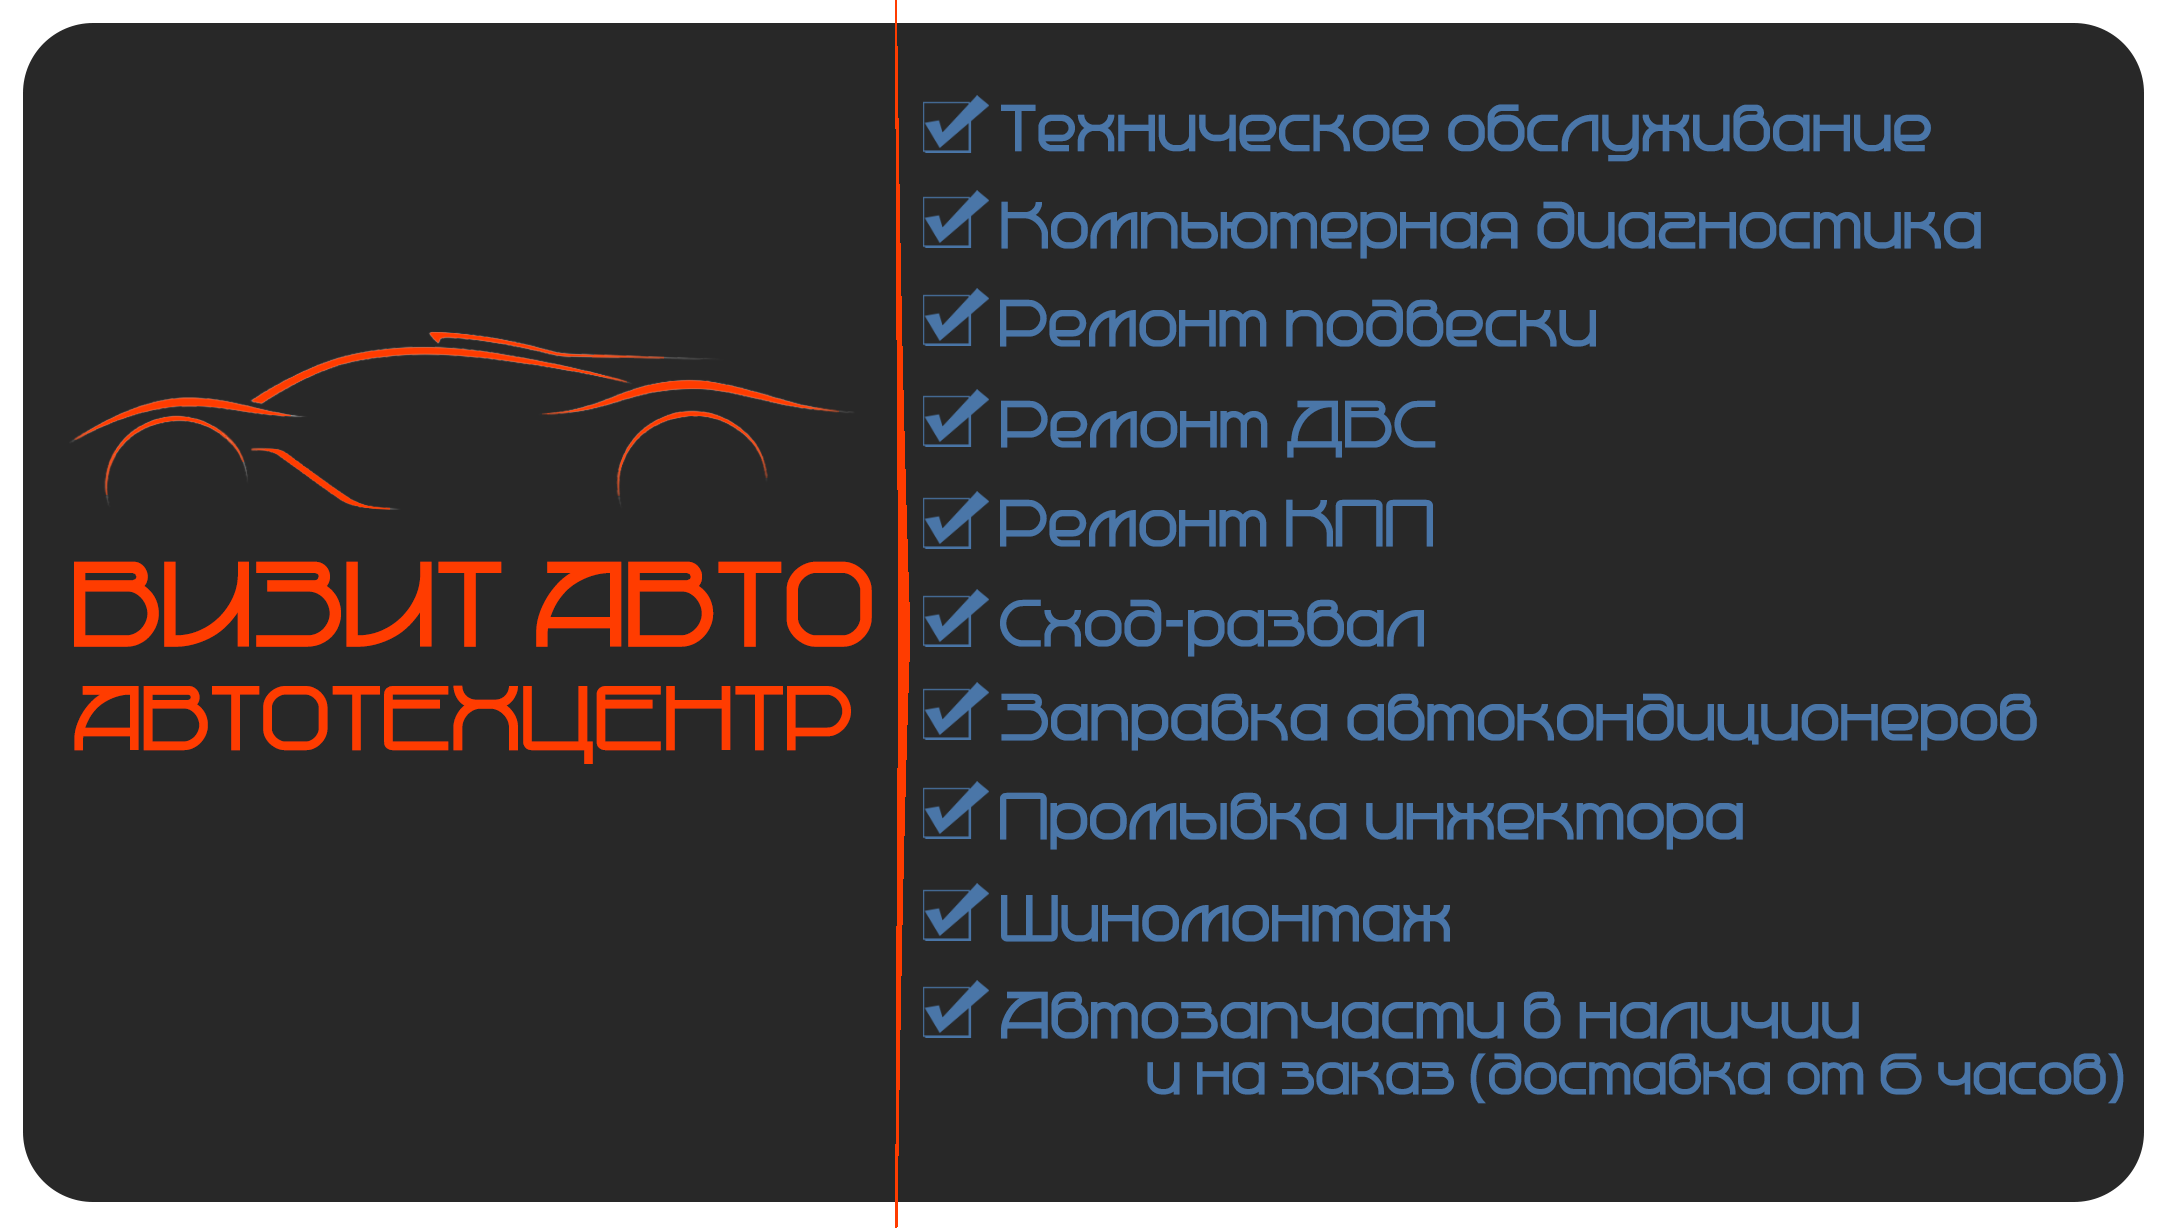 ВИЗИТ АВТО
АВТОТЕХЦЕНТР
Техническое обслуживание
Компьютерная диагностика
Ремонт подвески
Ремонт ДВС
Ремонт КПП
Сход-развал
Заправка автокондиционеров
Промывка инжектора
Шиномонтаж
Автозапчасти в наличии
и на заказ (доставка от 6 часов)